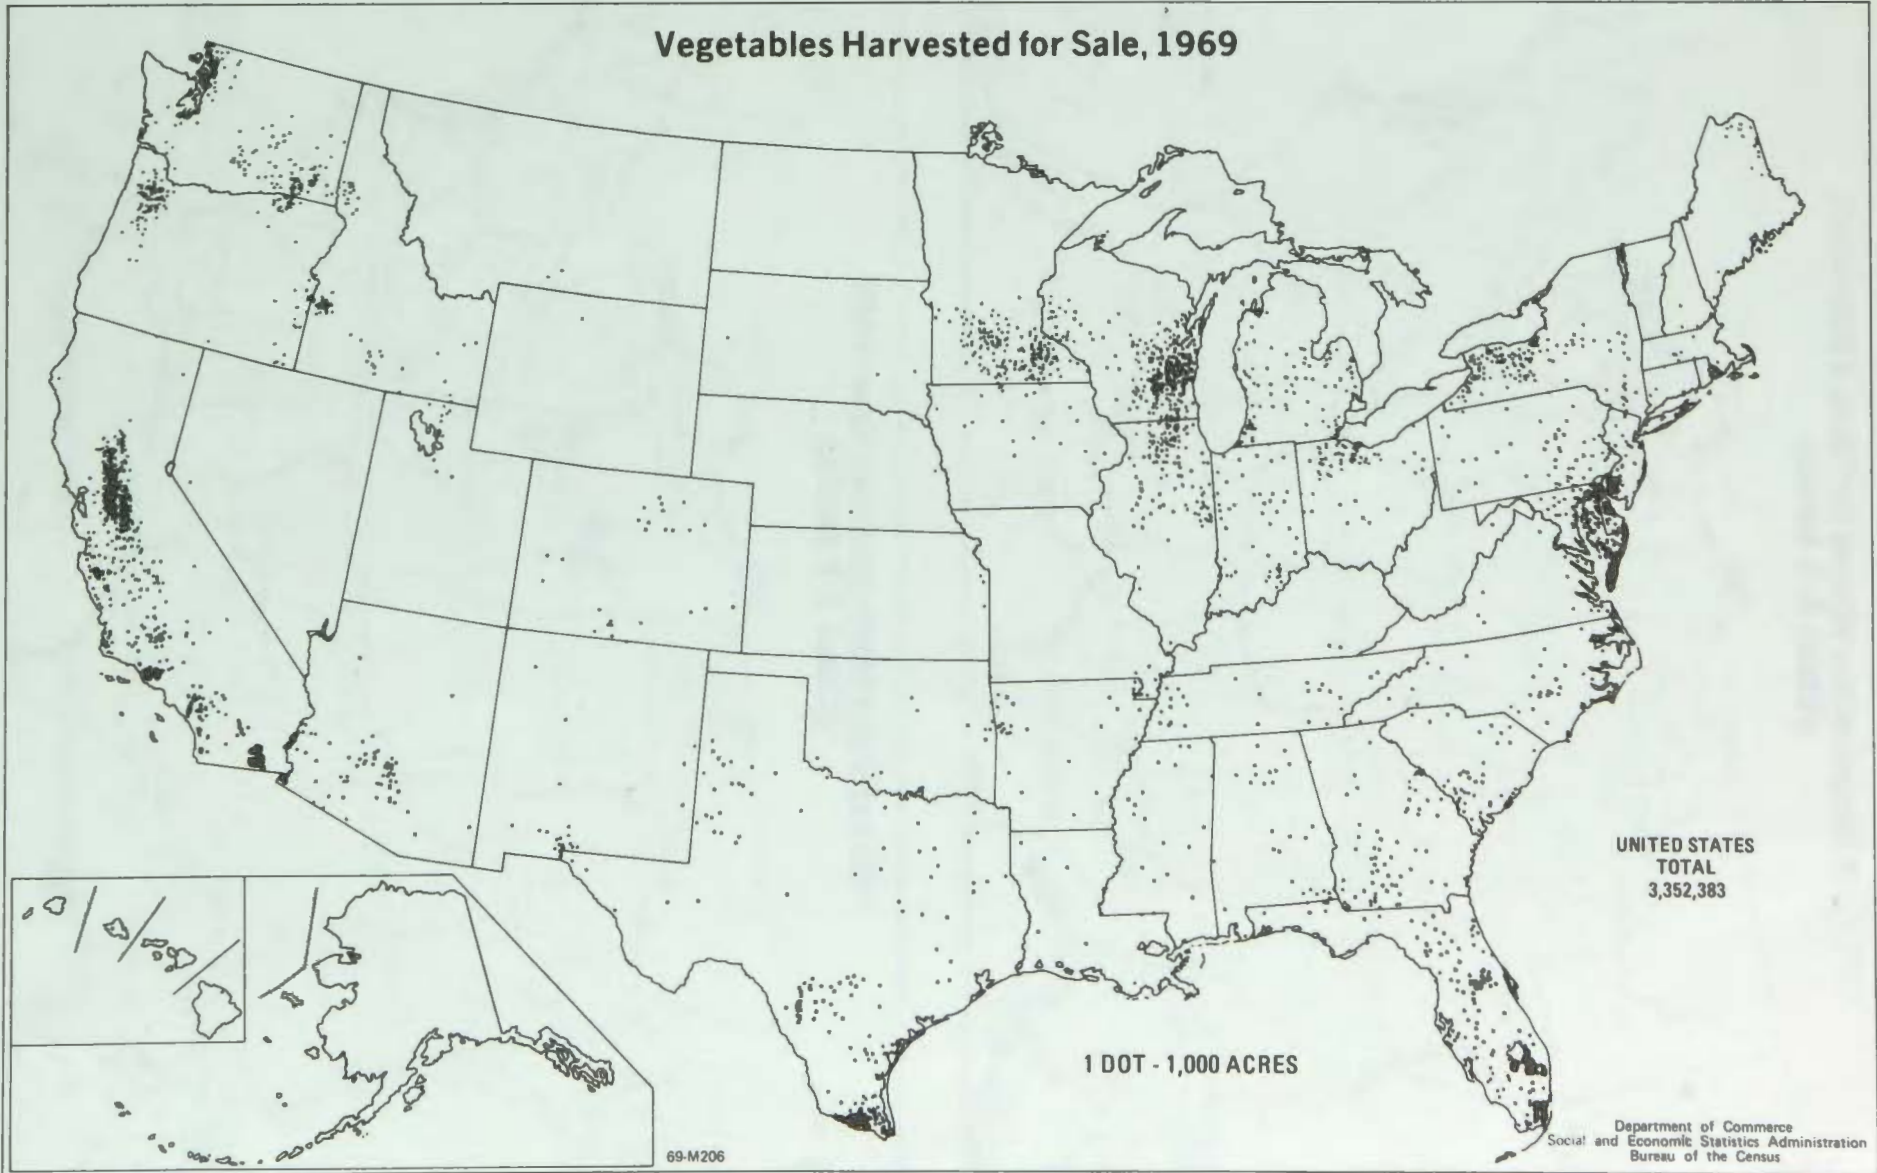 Vegetables Harvested for Sale, 1969
UNITED STATES
TOTAL
3,352,383
1 DOT - 1,000 ACRES
69-M206
Department of Commerce
Social and Economic Statistics Administration
Bureau of the Census